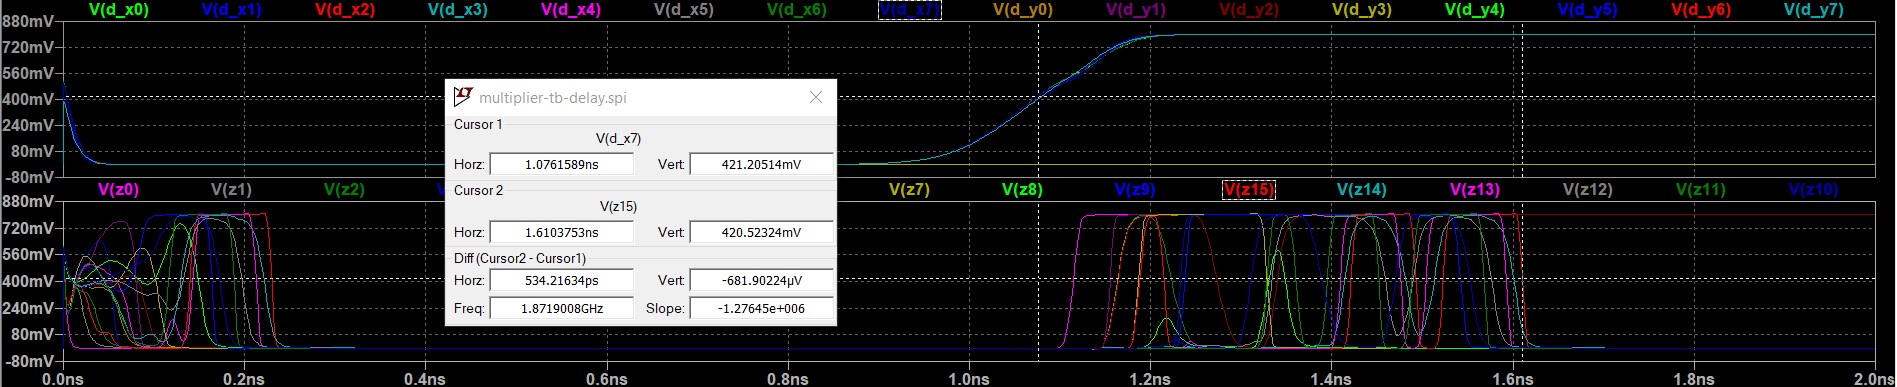 V(d_x0) V(d_x1) V(d_x2) V(d_x3) V(d_x4) V(d_x5) V(d_x6) V(d_x7) V(d_y0) V(d_y1) V(d_y2) V(d_y3) V(d_y4) V(d_y5) V(d_y6) V(d_y7)
880mV
720mV
560mV
400mV
240mV
80mV
-80mV
multiplier-tb-delay.spi
Cursor 1
V(d_x7)
Horz: 1.0761589ns Vert: 421.20514mV
Cursor 2
V(z15)
Horz: 1.6103753ns Vert: 420.52324mV
Diff (Cursor2 - Cursor1)
Horz: 534.21634ps Vert: -681.90224µV
Freq: 1.8719008GHz Slope: -1.27645e+006
V(z0) V(z1) V(z2) V(z7) V(z8) V(z9) V(z15) V(z14) V(z13) V(z12) V(z11) V(z10)
880mV
720mV
560mV
400mV
240mV
80mV
-80mV
0.0ns 0.2ns 0.4ns 0.6ns 0.8ns 1.0ns 1.2ns 1.4ns 1.6ns 1.8ns 2.0ns